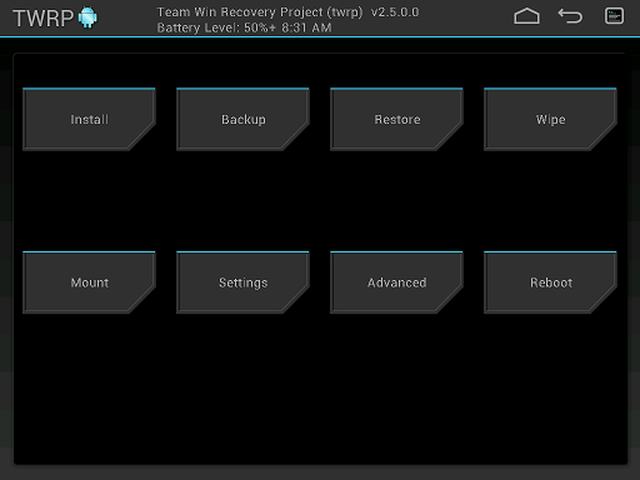 TWRP
Team Win Recovery Project (twrp) v2.5.0.0
Battery Level: 50%+ 8:31 AM
Install Backup Restore Wipe
Mount Settings Advanced Reboot